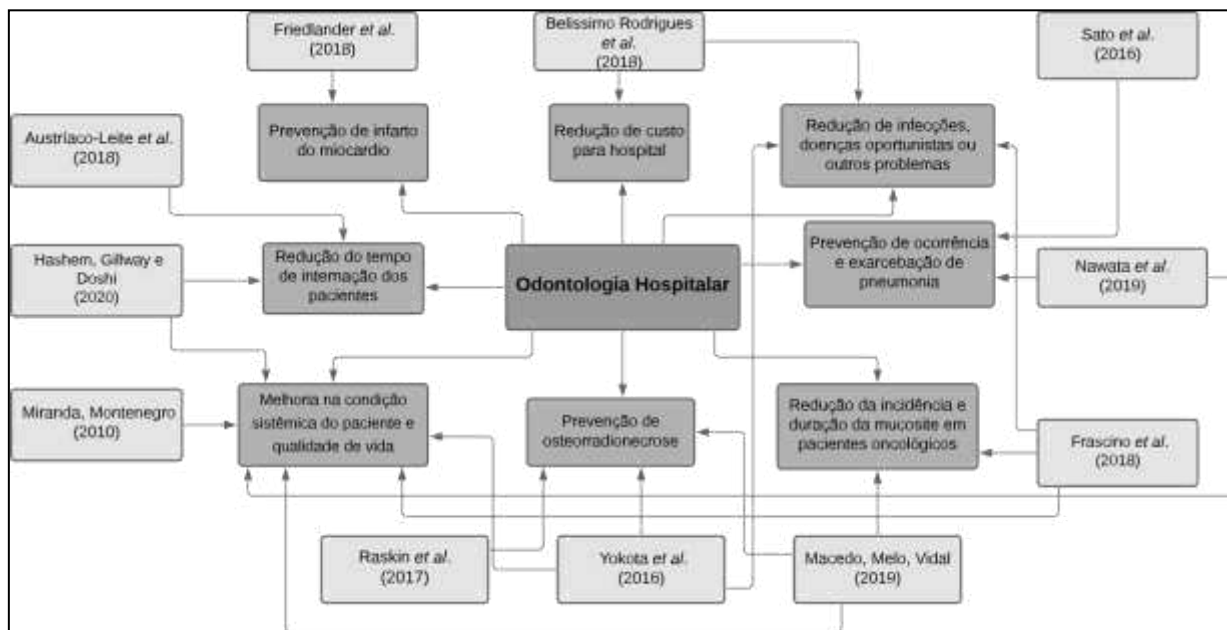 Friedlander et al.
(2018)
Belissimo Rodrigues
et al.
(2018)
Sato et al.
(2016)
Austríaco-Leite et al.
(2018)
Prevenção de infarto
do miocardio
Redução de custo
para hospital
Redução de infecções,
doenças oportunistas ou
outros problemas
Hashem, Gillway e
Doshi
(2020)
Redução do tempo
de internação dos
pacientes
Odontologia Hospitalar
Prevenção de ocorrência
e exarcebação de
pneumonia
Nawata et al.
(2019)
Miranda, Montenegro
(2010)
Melhoria na condição
sistêmica do paciente e
qualidade de vida
Prevenção de
osteorradionecrose
Redução da incidência e
duração da mucosite em
pacientes oncológicos
Frascino et al.
(2018)
Raskin et al.
(2017)
Yokota et al.
(2016)
Macedo, Melo, Vidal
(2019)